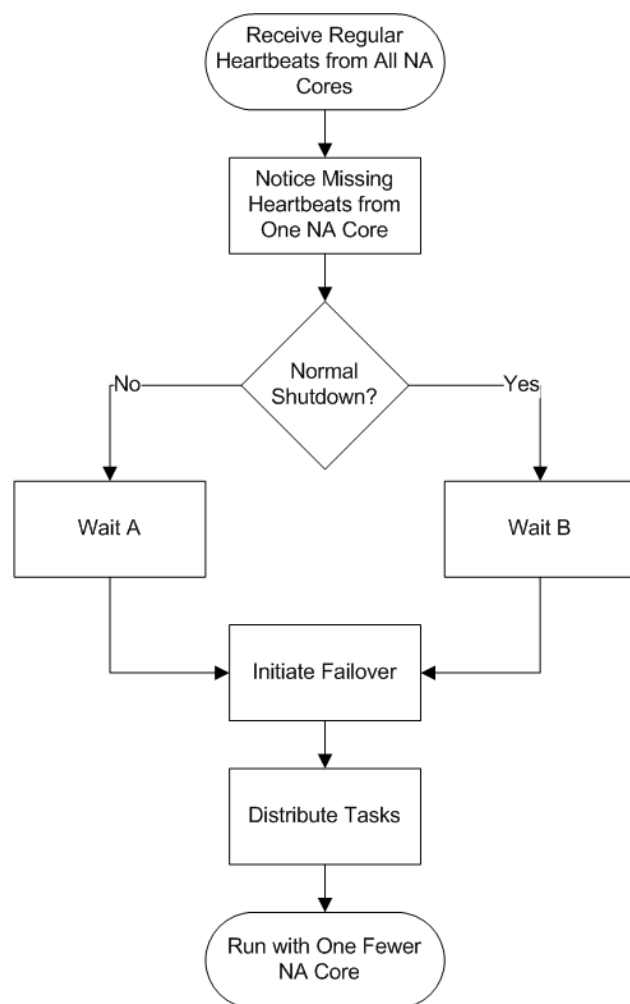 Receive Regular
Heartbeats from All NA
Cores
Notice Missing
Heartbeats from
One NA Core
Normal
Shutdown?
No
Yes
Wait A
Wait B
Initiate Failover
Distribute Tasks
Run with One Fewer
NA Core